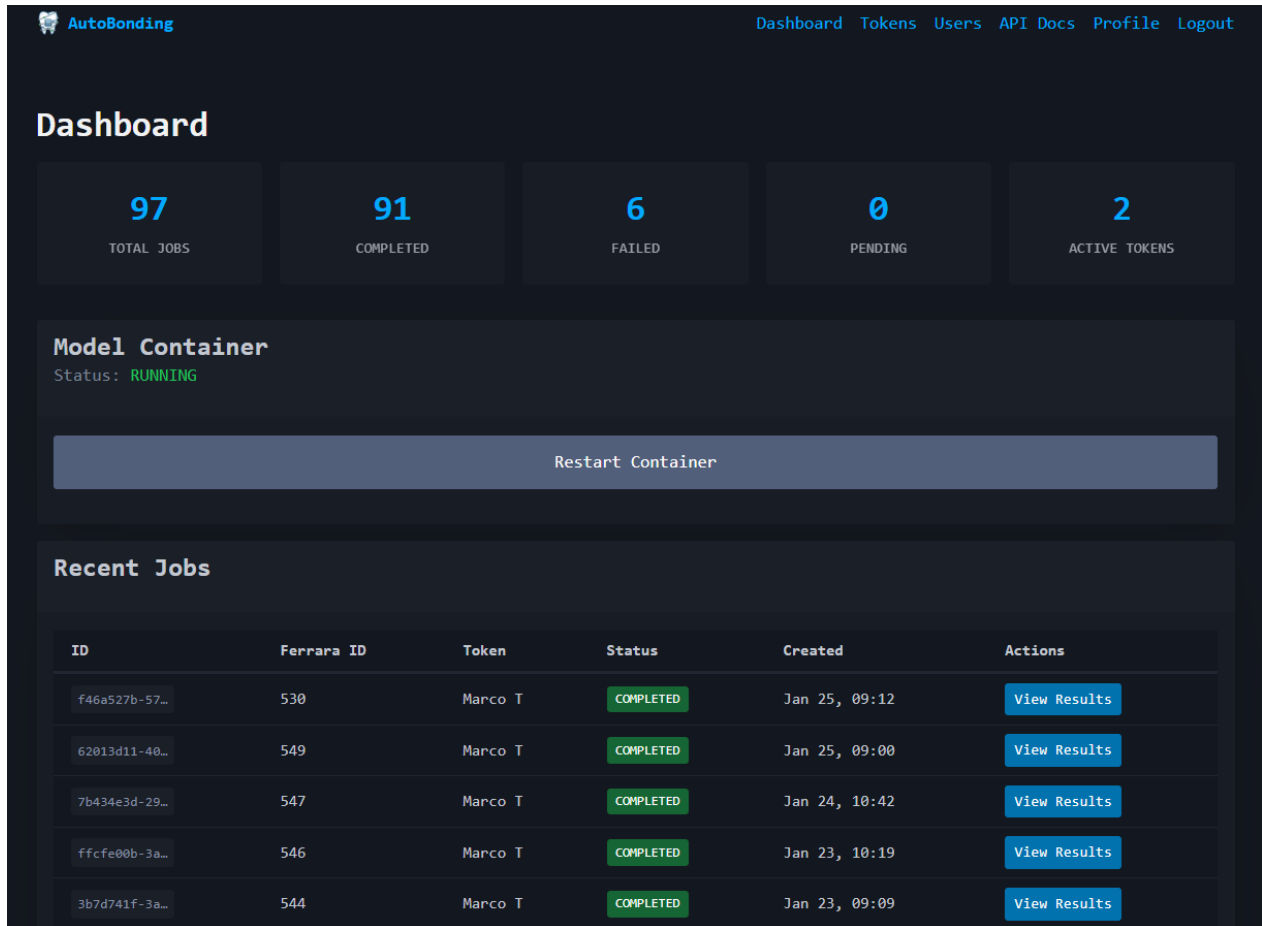 AutoBonding Dashboard Tokens Users API Docs Profile Logout
Dashboard
97 91 6 0 2
TOTAL JOBS COMPLETED FAILED PENDING ACTIVE TOKENS
Model Container
Status: RUNNING
Restart Container
Recent Jobs
ID Ferrara ID Token Status Created Actions
f46a527b-57… 530 Marco T COMPLETED Jan 25, 09:12 View Results
62013d11-40… 549 Marco T COMPLETED Jan 25, 09:00 View Results
7b434e3d-29… 547 Marco T COMPLETED Jan 24, 10:42 View Results
ffcfe00b-3a… 546 Marco T COMPLETED Jan 23, 10:19 View Results
3b7d741f-3a… 544 Marco T COMPLETED Jan 23, 09:09 View Results